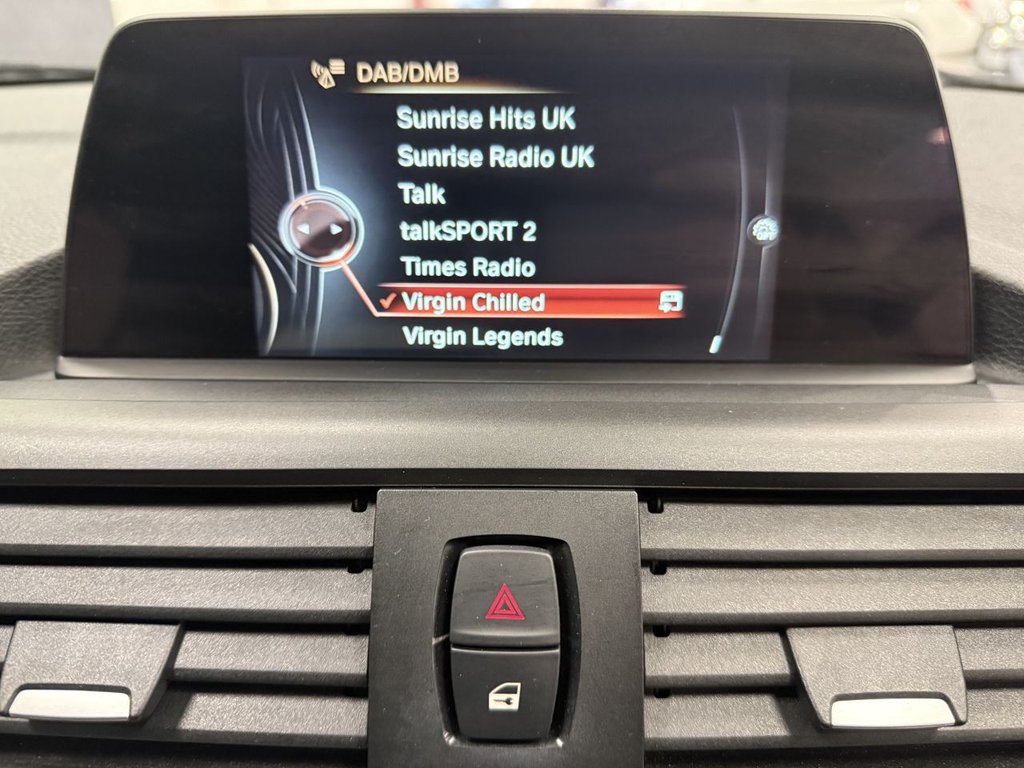 DAB/DMB
Sunrise Hits UK
Sunrise Radio UK
Talk
talkSPORT 2
Times Radio
Virgin Chilled
Virgin Legends